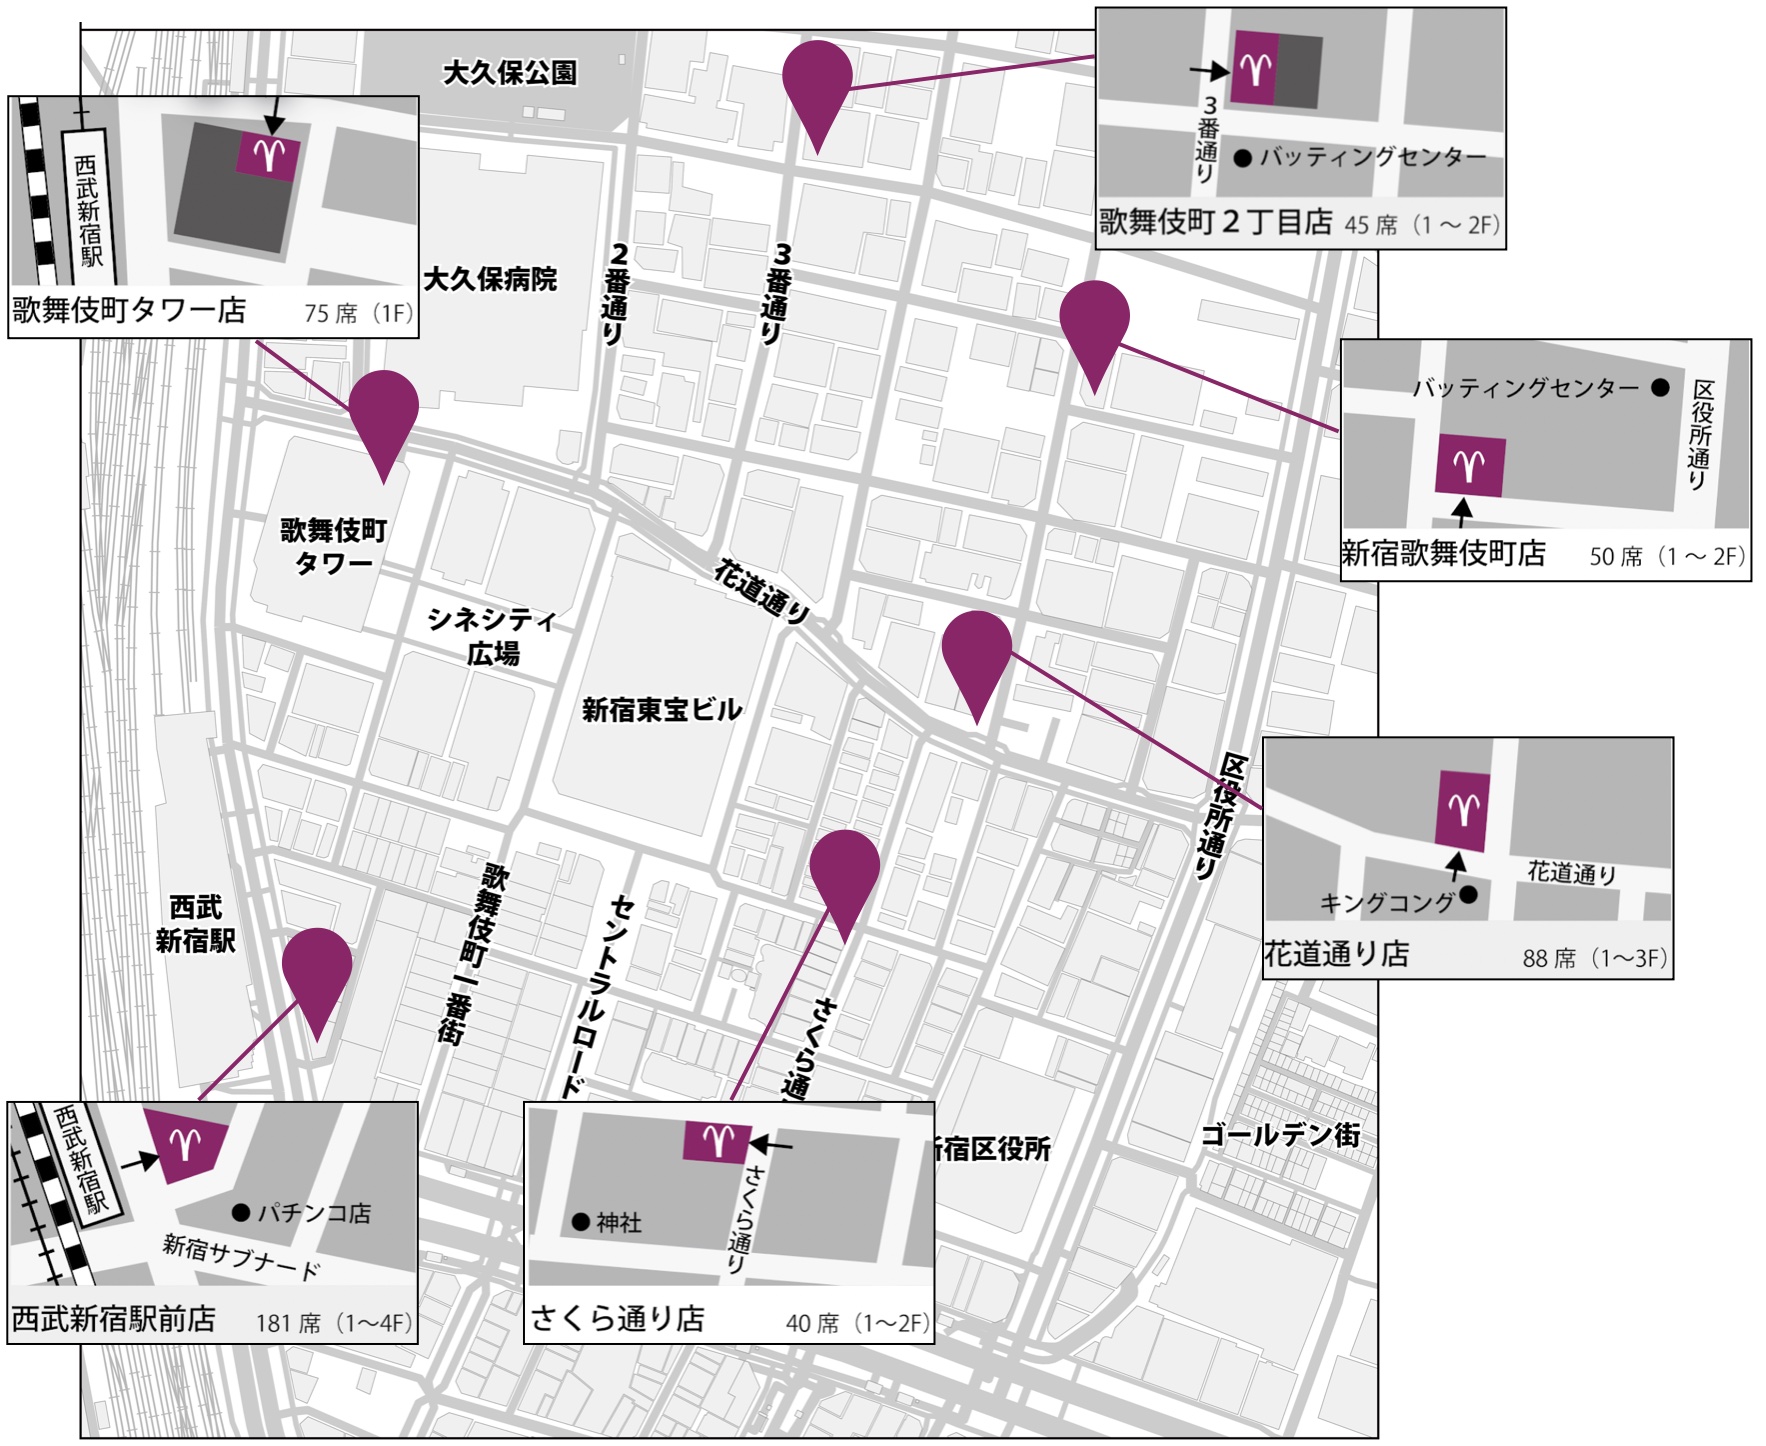 大久保公園
3番通り
バッティングセンター
歌舞伎町２丁目店 45 席（1 ～ 2F）
西武新宿駅
歌舞伎町タワー店 75 席（1F）
大久保病院
2番通り
3番通り
バッティングセンター
区役所通り
新宿歌舞伎町店 50 席（1 ～ 2F）
歌舞伎町
タワー
花道通り
シネシティ
広場
新宿東宝ビル
区役所通り
花道通り
キングコング
花道通り店 88 席（1～3F）
西武
新宿駅
歌舞伎町一番街
セントラルロード
さくら通
西武新宿駅
パチンコ店
新宿サブナード
西武新宿駅前店 181 席（1～4F）
神社
さくら通り
さくら通り店 40 席（1～2F）
新宿区役所
ゴールデン街